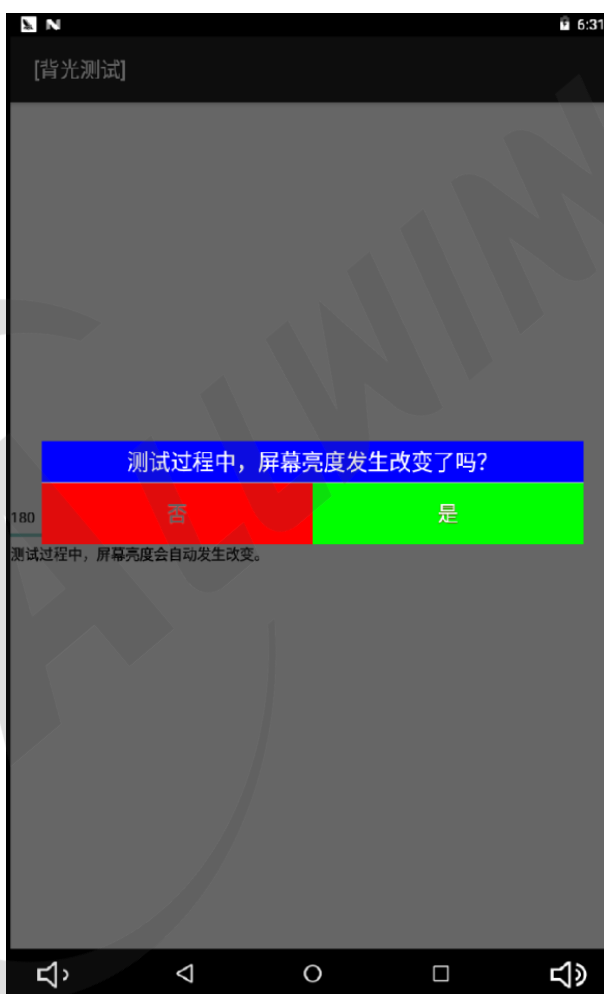 6:31
[背光测试]
测试过程中，屏幕亮度发生改变了吗?
180
否
是
测试过程中，屏幕亮度会自动发生改变。
ALLWIN